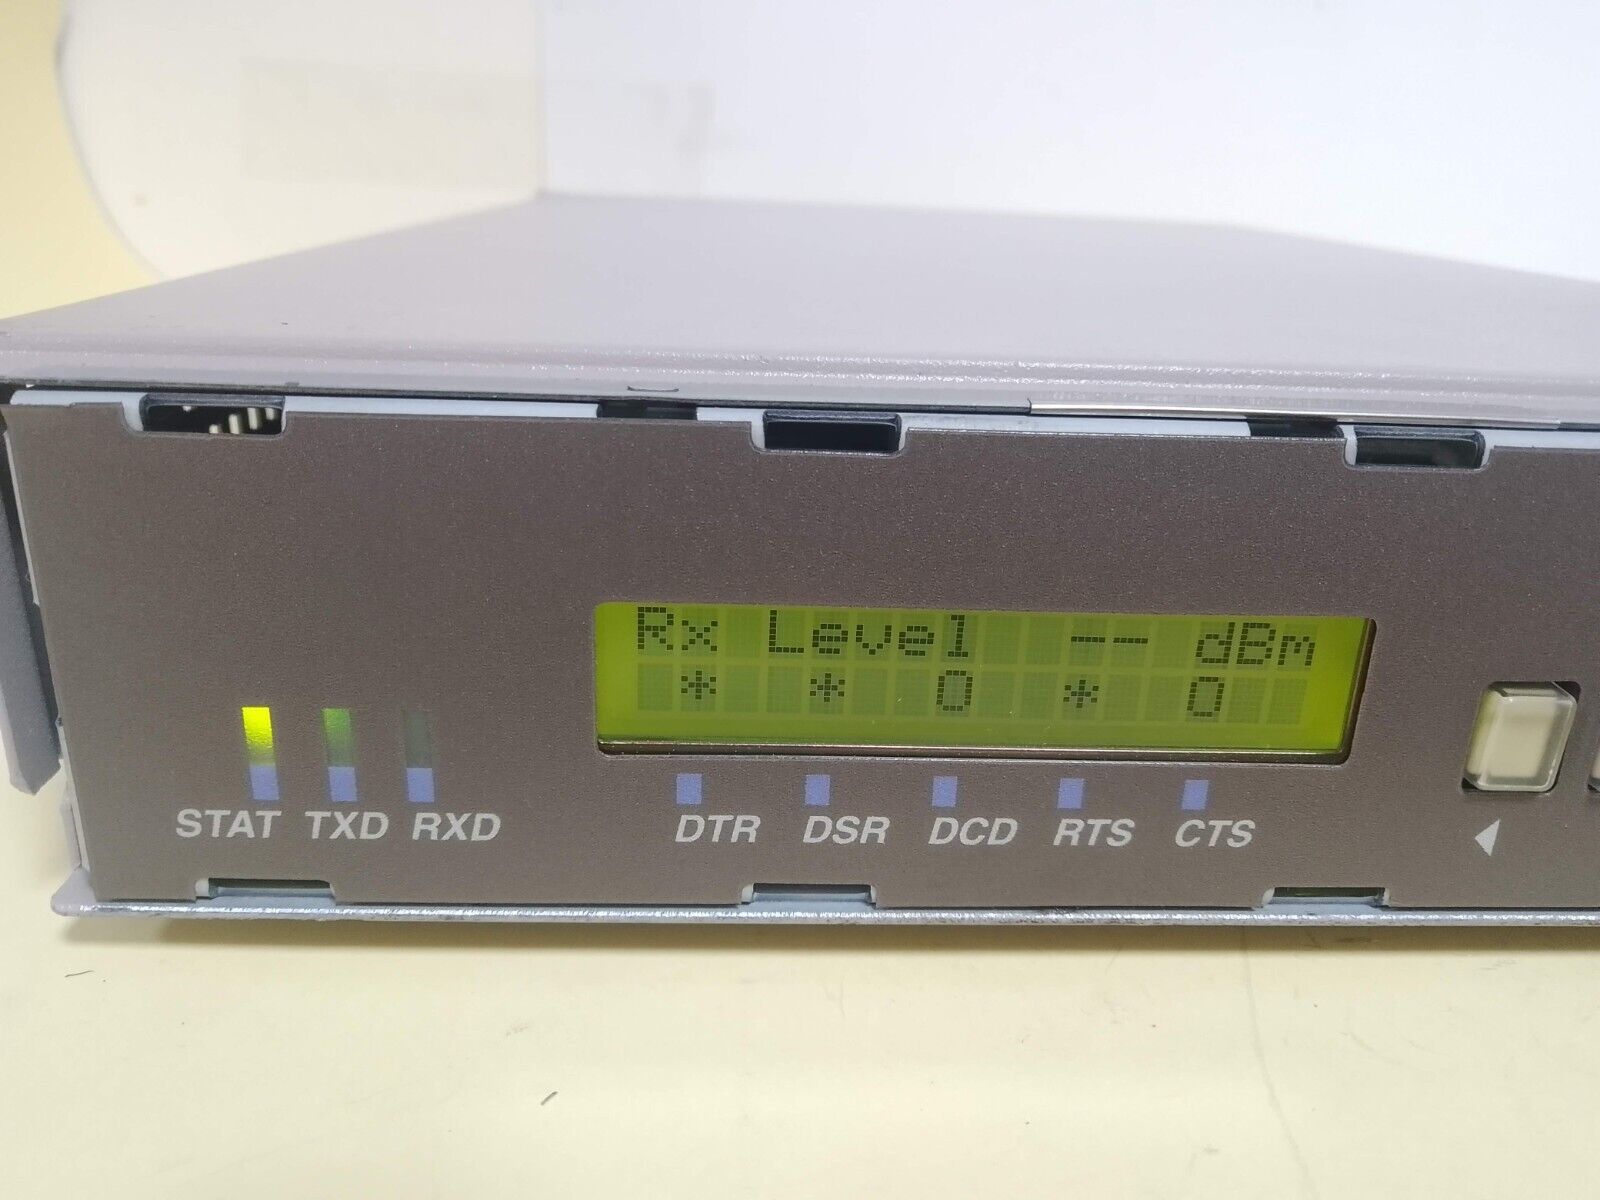 Rx Level -- dBm
* * 0 * 0
STAT TXD RXD DTR DSR DCD RTS CTS